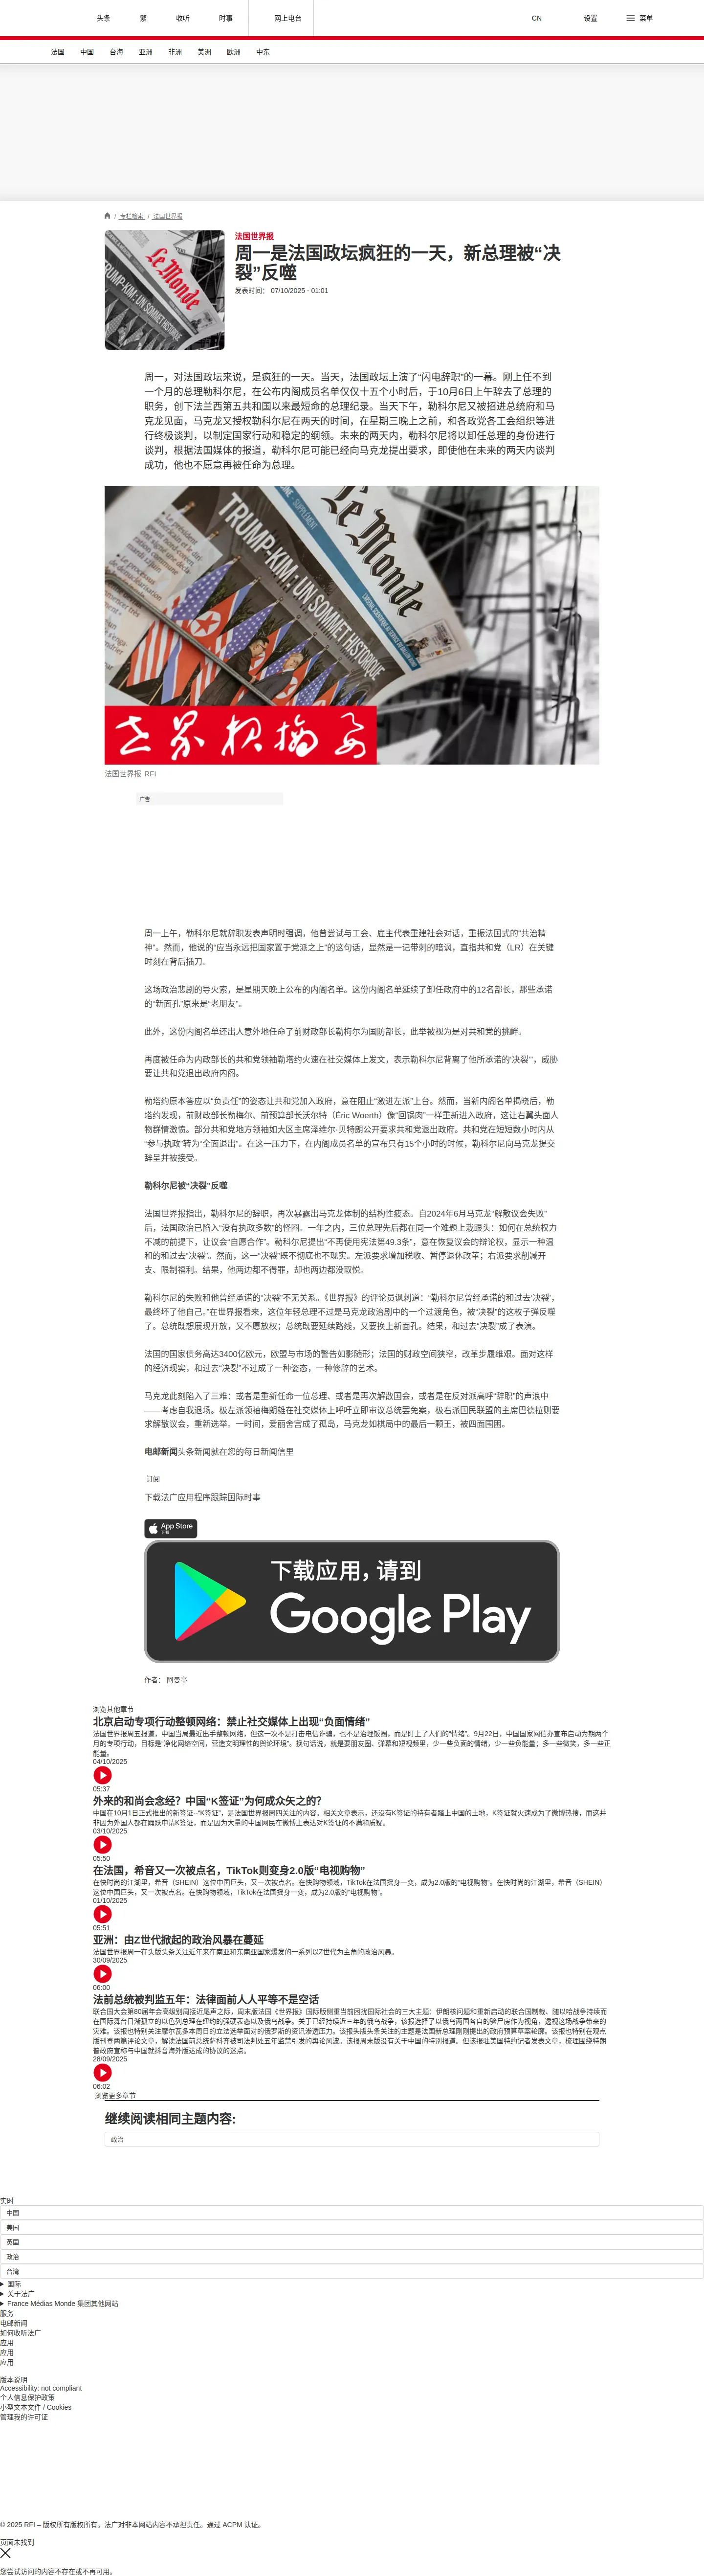 头条
繁
收听
时事
网上电台
CN
设置
菜单
法国
中国
台海
亚洲
非洲
美洲
欧洲
中东
/ 专栏检索 / 法国世界报
法国世界报
周一是法国政坛疯狂的一天，新总理被“决
裂”反噬
发表时间： 07/10/2025 - 01:01
Le Monde
TRUMP-KIM: UN SOMMET HISTORIQUE
周一，对法国政坛来说，是疯狂的一天。当天，法国政坛上演了“闪电辞职”的一幕。刚上任不到
一个月的总理勒科尔尼，在公布内阁成员名单仅仅十五个小时后，于10月6日上午辞去了总理的
职务，创下法兰西第五共和国以来最短命的总理纪录。当天下午，勒科尔尼又被招进总统府和马
克龙见面，马克龙又授权勒科尔尼在两天的时间，在星期三晚上之前，和各政党各工会组织等进
行终极谈判，以制定国家行动和稳定的纲领。未来的两天内，勒科尔尼将以卸任总理的身份进行
谈判，根据法国媒体的报道，勒科尔尼可能已经向马克龙提出要求，即使他在未来的两天内谈判
成功，他也不愿意再被任命为总理。
Le Monde
TRUMP-KIM: UN SOMMET HISTORIQUE
世界报摘要
法国世界报 RFI
广告
周一上午，勒科尔尼就辞职发表声明时强调，他曾尝试与工会、雇主代表重建社会对话，重振法国式的“共治精
神”。然而，他说的“应当永远把国家置于党派之上”的这句话，显然是一记带刺的暗讽，直指共和党（LR）在关键
时刻在背后插刀。
这场政治悲剧的导火索，是星期天晚上公布的内阁名单。这份内阁名单延续了卸任政府中的12名部长，那些承诺
的“新面孔”原来是“老朋友”。
此外，这份内阁名单还出人意外地任命了前财政部长勒梅尔为国防部长，此举被视为是对共和党的挑衅。
再度被任命为内政部长的共和党领袖勒塔约火速在社交媒体上发文，表示勒科尔尼背离了他所承诺的‘决裂’”，威胁
要让共和党退出政府内阁。
勒塔约原本答应以“负责任”的姿态让共和党加入政府，意在阻止“激进左派”上台。然而，当新内阁名单揭晓后，勒
塔约发现，前财政部长勒梅尔、前预算部长沃尔特（Éric Woerth）像“回锅肉”一样重新进入政府，这让右翼头面人
物群情激愤。部分共和党地方领袖如大区主席泽维尔·贝特朗公开要求共和党退出政府。共和党在短短数小时内从
“参与执政”转为“全面退出”。在这一压力下，在内阁成员名单的宣布只有15个小时的时候，勒科尔尼向马克龙提交
辞呈并被接受。
勒科尔尼被“决裂”反噬
法国世界报指出，勒科尔尼的辞职，再次暴露出马克龙体制的结构性疲态。自2024年6月马克龙“解散议会失败”
后，法国政治已陷入“没有执政多数”的怪圈。一年之内，三位总理先后都在同一个难题上栽跟头：如何在总统权力
不减的前提下，让议会“自愿合作”。勒科尔尼提出“不再使用宪法第49.3条”，意在恢复议会的辩论权，显示一种温
和的和过去“决裂”。然而，这一“决裂”既不彻底也不现实。左派要求增加税收、暂停退休改革；右派要求削减开
支、限制福利。结果，他两边都不得罪，却也两边都没取悦。
勒科尔尼的失败和他曾经承诺的“决裂”不无关系。《世界报》的评论员讽刺道：“勒科尔尼曾经承诺的和过去‘决裂’，
最终坏了他自己。”在世界报看来，这位年轻总理不过是马克龙政治剧中的一个过渡角色，被“决裂”的这枚子弹反噬
了。总统既想展现开放，又不愿放权；总统既要延续路线，又要换上新面孔。结果，和过去“决裂”成了表演。
法国的国家债务高达3400亿欧元，欧盟与市场的警告如影随形；法国的财政空间狭窄，改革步履维艰。面对这样
的经济现实，和过去“决裂”不过成了一种姿态，一种修辞的艺术。
马克龙此刻陷入了三难：或者是重新任命一位总理、或者是再次解散国会，或者是在反对派高呼“辞职”的声浪中
——考虑自我退场。极左派领袖梅朗雄在社交媒体上呼吁立即审议总统罢免案，极右派国民联盟的主席巴德拉则要
求解散议会，重新选举。一时间，爱丽舍宫成了孤岛，马克龙如棋局中的最后一颗王，被四面围困。
电邮新闻头条新闻就在您的每日新闻信里
订阅
下载法广应用程序跟踪国际时事
App Store
下载
下载应用，请到
Google Play
作者： 阿曼亭
浏览其他章节
北京启动专项行动整顿网络：禁止社交媒体上出现“负面情绪”
法国世界报周五报道，中国当局最近出手整顿网络，但这一次不是打击电信诈骗，也不是治理饭圈，而是盯上了人们的“情绪”。9月22日，中国国家网信办宣布启动为期两个
月的专项行动，目标是“净化网络空间，营造文明理性的舆论环境”。换句话说，就是要朋友圈、弹幕和短视频里，少一些负面的情绪，少一些负能量；多一些微笑，多一些正
能量。
04/10/2025
05:37
外来的和尚会念经？中国“K签证”为何成众矢之的？
中国在10月1日正式推出的新签证--“K签证”，是法国世界报周四关注的内容。相关文章表示，还没有K签证的持有者踏上中国的土地，K签证就火速成为了微博热搜，而这并
非因为外国人都在踊跃申请K签证，而是因为大量的中国网民在微博上表达对K签证的不满和质疑。
03/10/2025
05:50
在法国，希音又一次被点名，TikTok则变身2.0版“电视购物”
在快时尚的江湖里，希音（SHEIN）这位中国巨头，又一次被点名。在快购物领域，TikTok在法国摇身一变，成为2.0版的“电视购物”。在快时尚的江湖里，希音（SHEIN）
这位中国巨头，又一次被点名。在快购物领域，TikTok在法国摇身一变，成为2.0版的“电视购物”。
01/10/2025
05:51
亚洲：由Z世代掀起的政治风暴在蔓延
法国世界报周一在头版头条关注近年来在南亚和东南亚国家爆发的一系列以Z世代为主角的政治风暴。
30/09/2025
06:00
法前总统被判监五年：法律面前人人平等不是空话
联合国大会第80届年会高级别周接近尾声之际，周末版法国《世界报》国际版侧重当前困扰国际社会的三大主题：伊朗核问题和重新启动的联合国制裁、随以哈战争持续而
在国际舞台日渐孤立的以色列总理在纽约的强硬表态以及俄乌战争。关于已经持续近三年的俄乌战争，该报选择了以俄乌两国各自的验尸房作为视角，透视这场战争带来的
灾难。该报也特别关注摩尔瓦多本周日的立法选举面对的俄罗斯的资讯渗透压力。该报头版头条关注的主题是法国新总理刚刚提出的政府预算草案轮廓。该报也特别在观点
版刊登两篇评论文章，解读法国前总统萨科齐被司法判处五年监禁引发的舆论风波。该报周末版没有关于中国的特别报道。但该报驻美国特约记者发表文章，梳理围绕特朗
普政府宣称与中国就抖音海外版达成的协议的迷点。
28/09/2025
06:02
浏览更多章节
继续阅读相同主题内容:
政治
实时
中国
美国
英国
政治
台湾
国际
关于法广
France Médias Monde 集团其他网站
服务
电邮新闻
如何收听法广
应用
应用
应用
版本说明
Accessibility: not compliant
个人信息保护政策
小型文本文件 / Cookies
管理我的许可证
© 2025 RFI – 版权所有版权所有。法广对非本网站内容不承担责任。通过 ACPM 认证。
页面未找到
您尝试访问的内容不存在或不再可用。